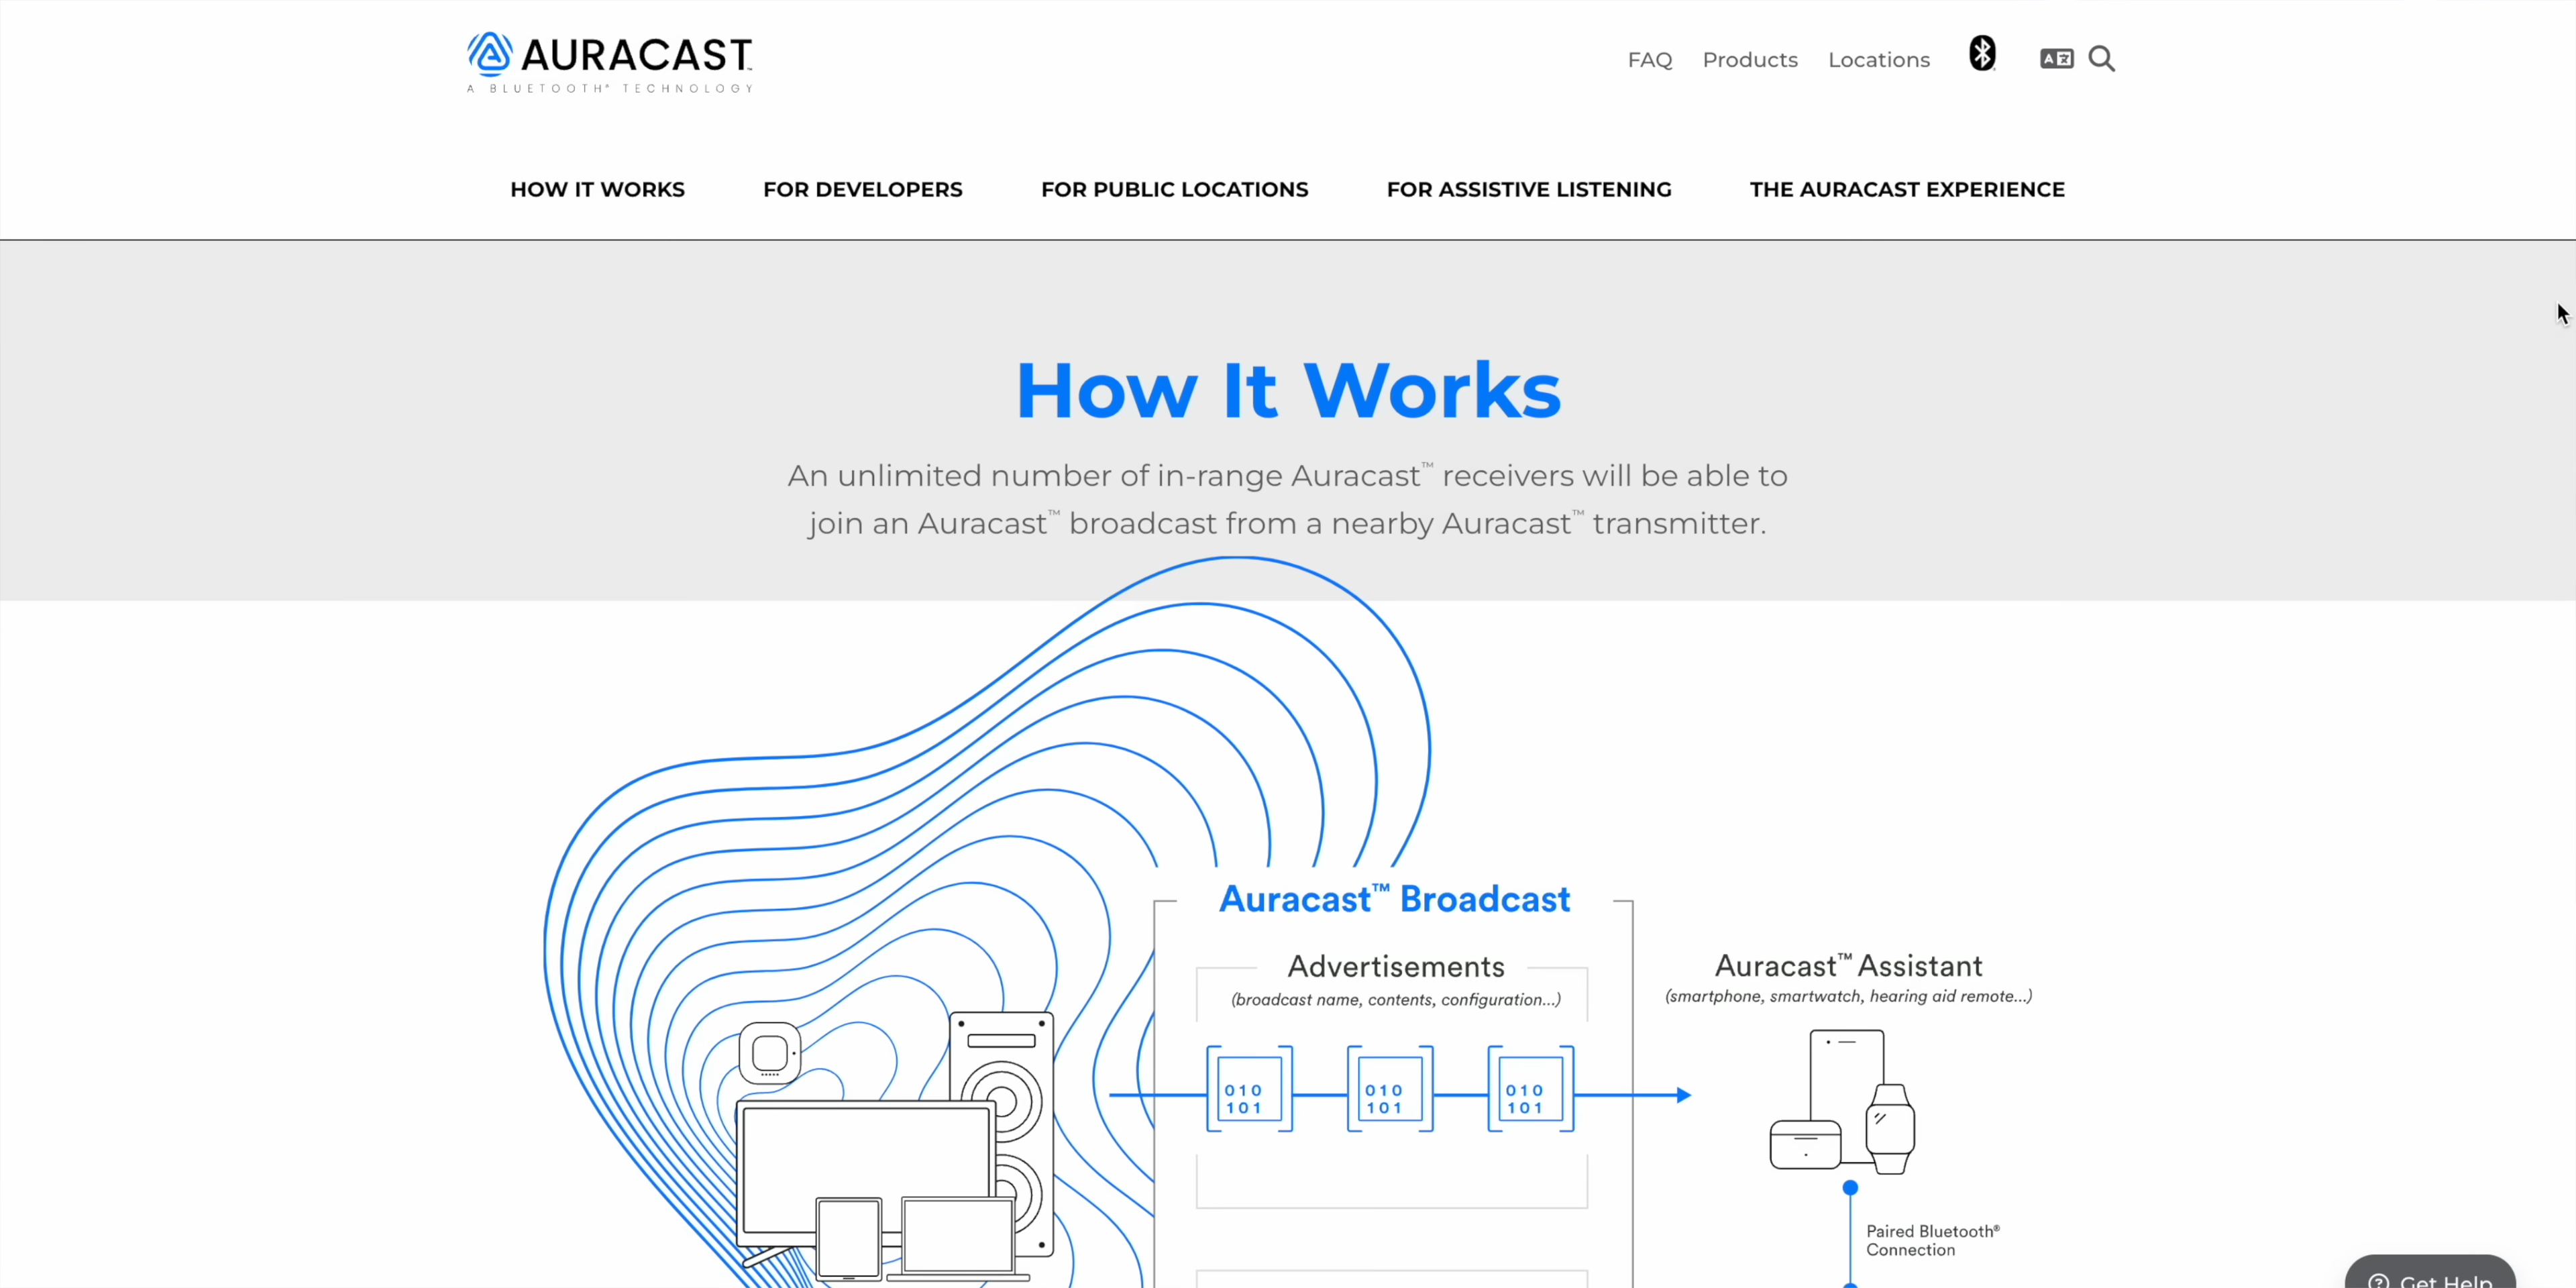 AURACAST™
A BLUETOOTH® TECHNOLOGY
FAQ Products Locations
HOW IT WORKS FOR DEVELOPERS FOR PUBLIC LOCATIONS FOR ASSISTIVE LISTENING THE AURACAST EXPERIENCE
How It Works
An unlimited number of in-range Auracast™ receivers will be able to
join an Auracast™ broadcast from a nearby Auracast™ transmitter.
Auracast™ Broadcast
Advertisements
(broadcast name, contents, configuration...)
010 010 010
101 101 101
Auracast™ Assistant
(smartphone, smartwatch, hearing aid remote...)
Paired Bluetooth®
Connection
Get Help